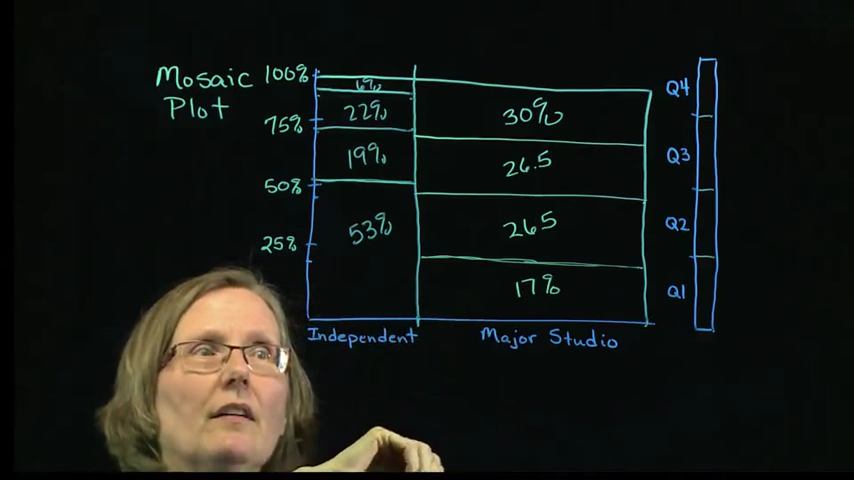 Mosaic
Plot
100%
75%
50%
25%
6%
22%
19%
53%
30%
26.5
26.5
17%
Independent
Major Studio
Q4
Q3
Q2
Q1